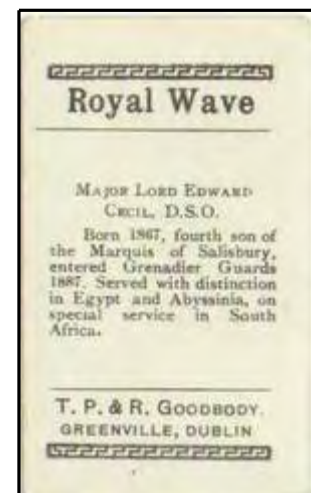 Royal Wave
MAJOR LORD EDWARD
CECIL, D.S.O.
Born 1867, fourth son of
the Marquis of Salisbury,
entered Grenadier Guards
1887. Served with distinction
in Egypt and Abyssinia, on
special service in South
Africa.
T. P. & R. GOODBODY.
GREENVILLE, DUBLIN